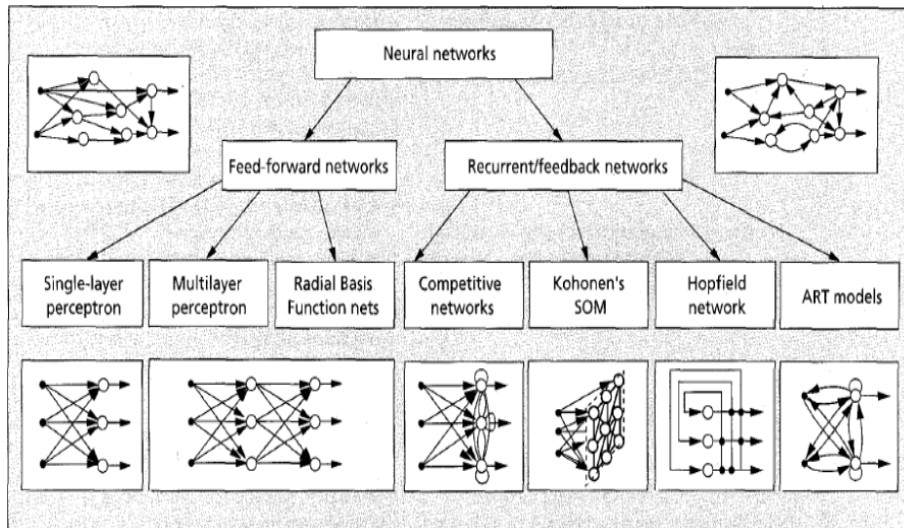 Neural networks
Feed-forward networks
Recurrent/feedback networks
Single-layer
perceptron
Multilayer
perceptron
Radial Basis
Function nets
Competitive
networks
Kohonen's
SOM
Hopfield
network
ART models